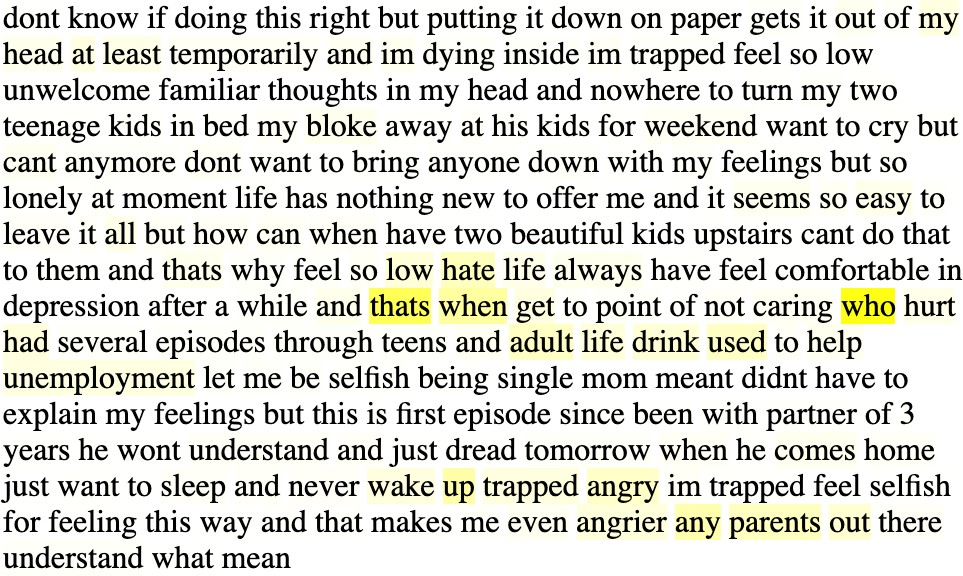 dont know if doing this right but putting it down on paper gets it out of my
head at least temporarily and im dying inside im trapped feel so low
unwelcome familiar thoughts in my head and nowhere to turn my two
teenage kids in bed my bloke away at his kids for weekend want to cry but
cant anymore dont want to bring anyone down with my feelings but so
lonely at moment life has nothing new to offer me and it seems so easy to
leave it all but how can when have two beautiful kids upstairs cant do that
to them and thats why feel so low hate life always have feel comfortable in
depression after a while and thats when get to point of not caring who hurt
had several episodes through teens and adult life drink used to help
unemployment let me be selfish being single mom meant didnt have to
explain my feelings but this is first episode since been with partner of 3
years he wont understand and just dread tomorrow when he comes home
just want to sleep and never wake up trapped angry im trapped feel selfish
for feeling this way and that makes me even angrier any parents out there
understand what mean